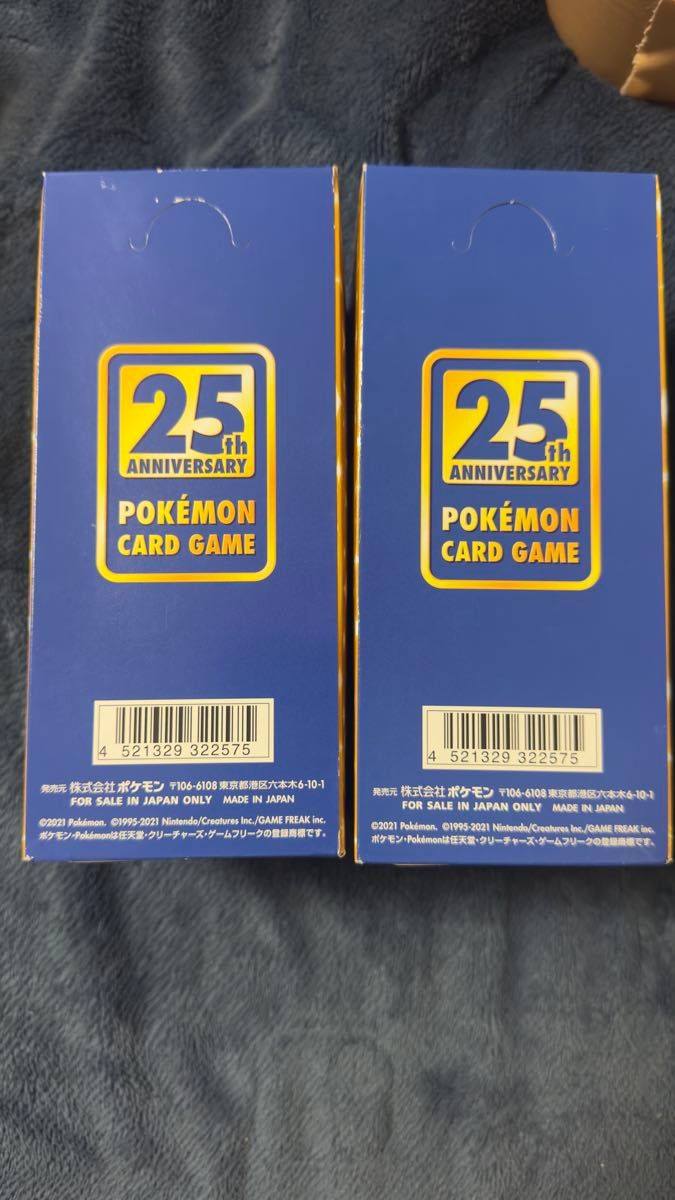 25th
ANNIVERSARY
POKÉMON
CARD GAME
4 521329 322575
発売元 株式会社ポケモン 〒106-6108 東京都港区六本木6-10-1
FOR SALE IN JAPAN ONLY MADE IN JAPAN
©2021 Pokémon. ©1995-2021 Nintendo/Creatures Inc./GAME FREAK inc.
ポケモン・Pokémonは任天堂・クリーチャーズ・ゲームフリークの登録商標です。
25th
ANNIVERSARY
POKÉMON
CARD GAME
4 521329 322575
発売元 株式会社ポケモン 〒106-6108 東京都港区六本木6-10-1
FOR SALE IN JAPAN ONLY MADE IN JAPAN
©2021 Pokémon. ©1995-2021 Nintendo/Creatures Inc./GAME FREAK inc.
ポケモン・Pokémonは任天堂・クリーチャーズ・ゲームフリークの登録商標です。